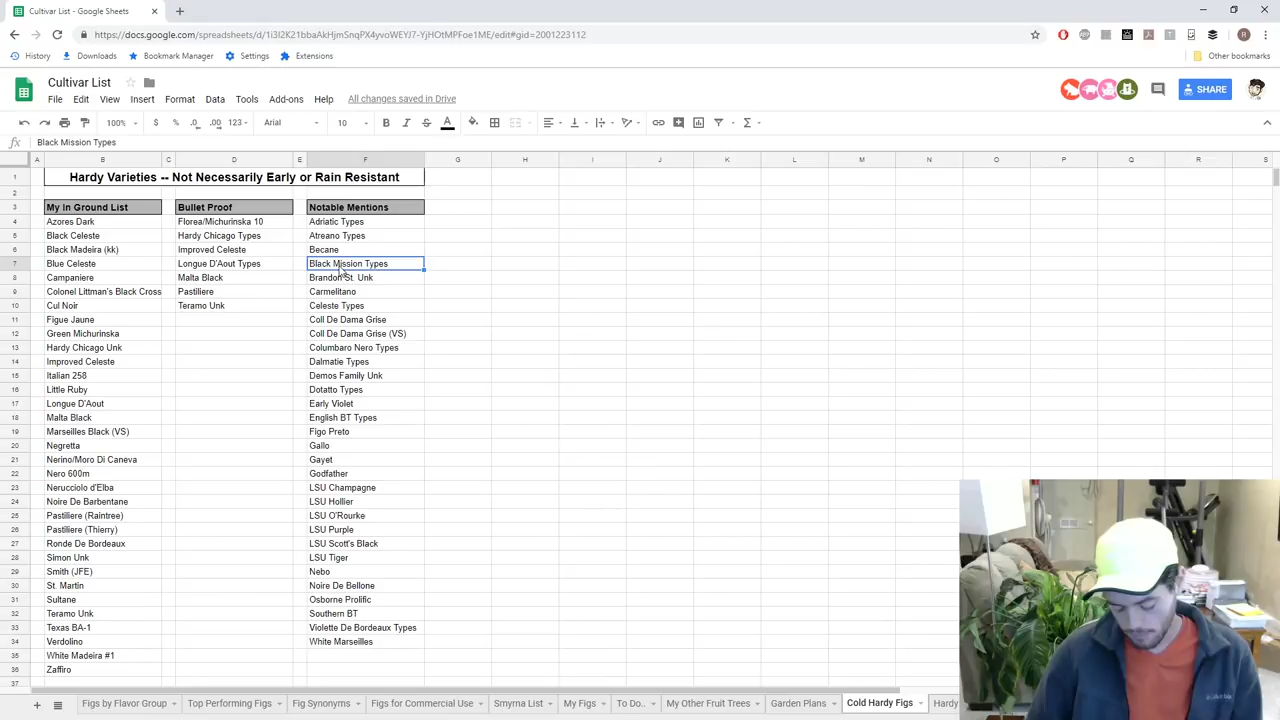 Cultivar List - Google Sheets
https://docs.google.com/spreadsheets/d/1i3I2K21bbaAkHjmSnqPX4yvoWEYJ7-YjHOtMPFoe1ME/edit#gid=2001223112
History Downloads Bookmark Manager Settings Extensions Other bookmarks
Cultivar List
File Edit View Insert Format Data Tools Add-ons Help All changes saved in Drive
SHARE
100% $ % .0 .00 123 Arial 10 B I S A
fx Black Mission Types
A B C D E F G H I J K L M N O P Q R S
1 Hardy Varieties -- Not Necessarily Early or Rain Resistant
2
3 My In Ground List Bullet Proof Notable Mentions
4 Azores Dark Florea/Michurinska 10 Adriatic Types
5 Black Celeste Hardy Chicago Types Atreano Types
6 Black Madeira (kk) Improved Celeste Becane
7 Blue Celeste Longue D'Aout Types Black Mission Types
8 Campaniere Malta Black Brandon St. Unk
9 Colonel Littman's Black Cross Pastiliere Carmelitano
10 Cul Noir Teramo Unk Celeste Types
11 Figue Jaune Coll De Dama Grise
12 Green Michurinska Coll De Dama Grise (VS)
13 Hardy Chicago Unk Columbaro Nero Types
14 Improved Celeste Dalmatie Types
15 Italian 258 Demos Family Unk
16 Little Ruby Dotatto Types
17 Longue D'Aout Early Violet
18 Malta Black English BT Types
19 Marseilles Black (VS) Figo Preto
20 Negretta Gallo
21 Nerino/Moro Di Caneva Gayet
22 Nero 600m Godfather
23 Nerucciolo d'Elba LSU Champagne
24 Noire De Barbentane LSU Hollier
25 Pastiliere (Raintree) LSU O'Rourke
26 Pastiliere (Thierry) LSU Purple
27 Ronde De Bordeaux LSU Scott's Black
28 Simon Unk LSU Tiger
29 Smith (JFE) Nebo
30 St. Martin Noire De Bellone
31 Sultane Osborne Prolific
32 Teramo Unk Southern BT
33 Texas BA-1 Violette De Bordeaux Types
34 Verdolino White Marseilles
35 White Madeira #1
36 Zaffiro
37
Figs by Flavor Group Top Performing Figs Fig Synonyms Figs for Commercial Use Smyrna List My Figs To Do.. My Other Fruit Trees Garden Plans Cold Hardy Figs Hardy